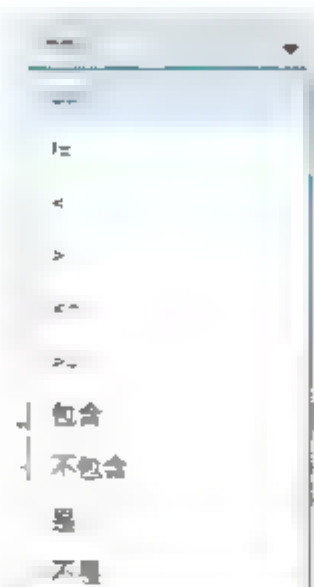 !=
<
>
<=
>=
包含
不包含
是
不是